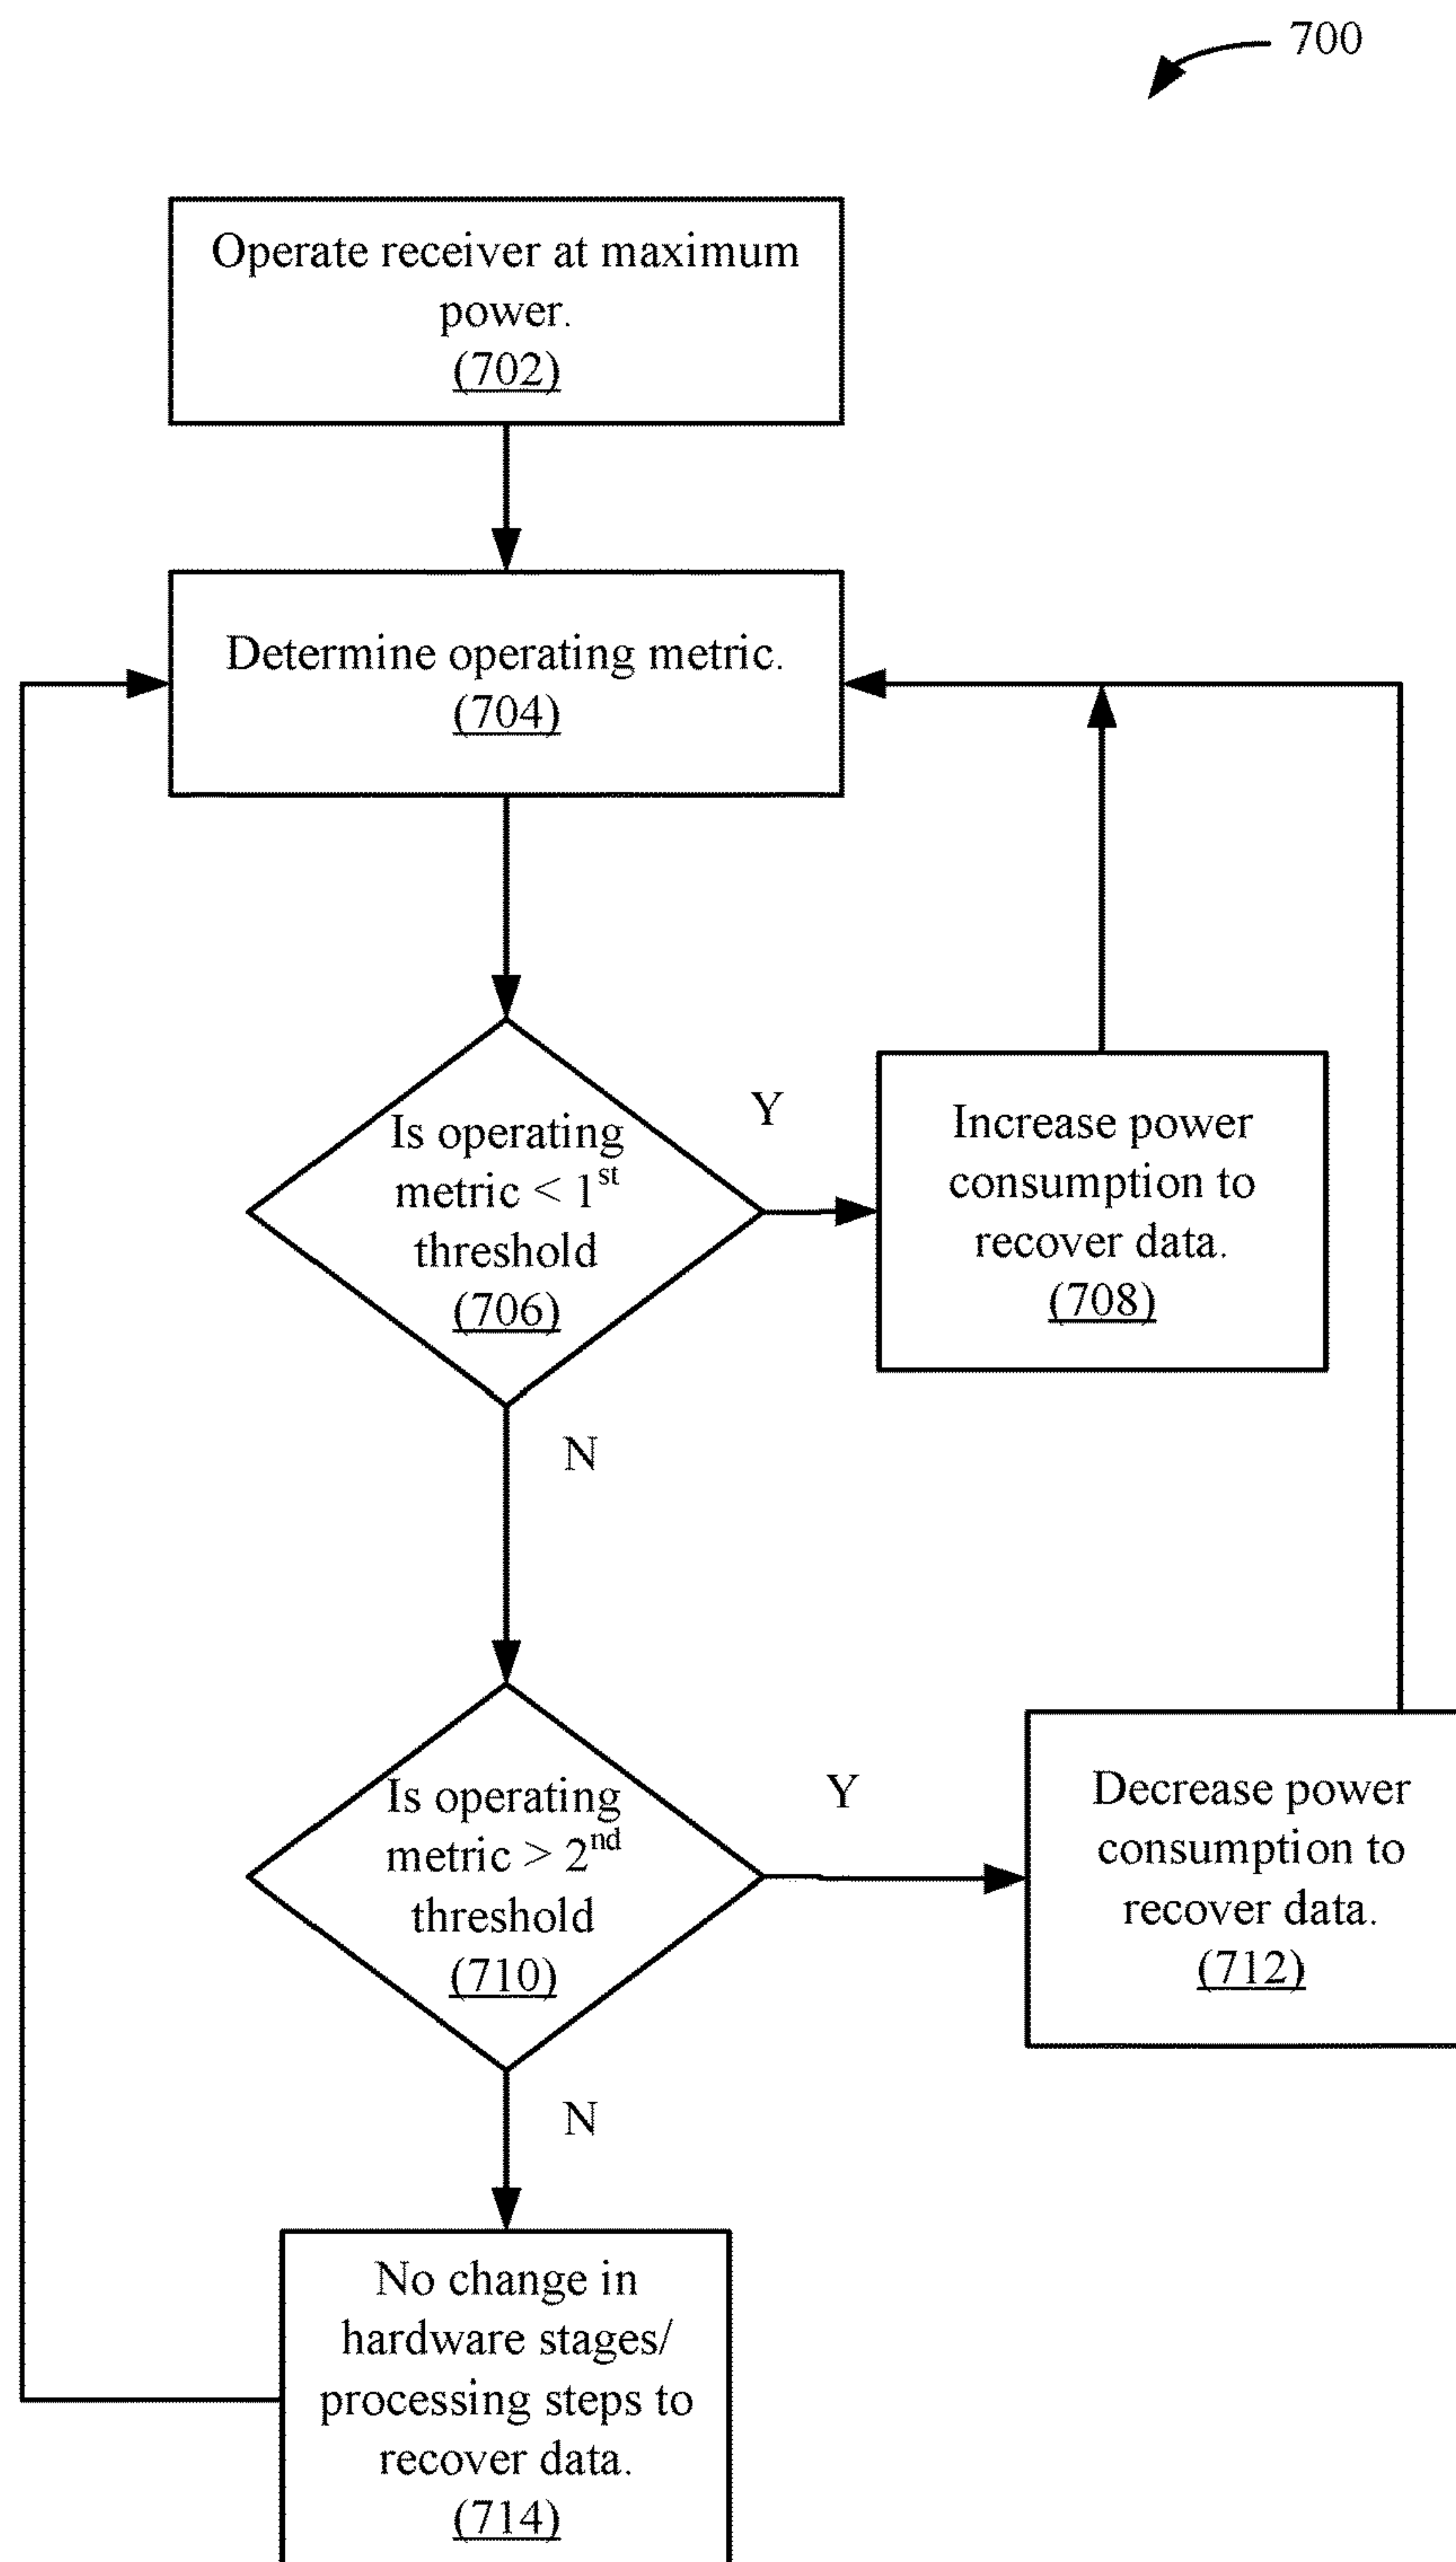 700
Operate receiver at maximum
power.
(702)
Determine operating metric.
(704)
Is operating
metric < 1st
threshold
(706)
Y
Increase power
consumption to
recover data.
(708)
N
Is operating
metric > 2nd
threshold
(710)
Y
Decrease power
consumption to
recover data.
(712)
N
No change in
hardware stages/
processing steps to
recover data.
(714)